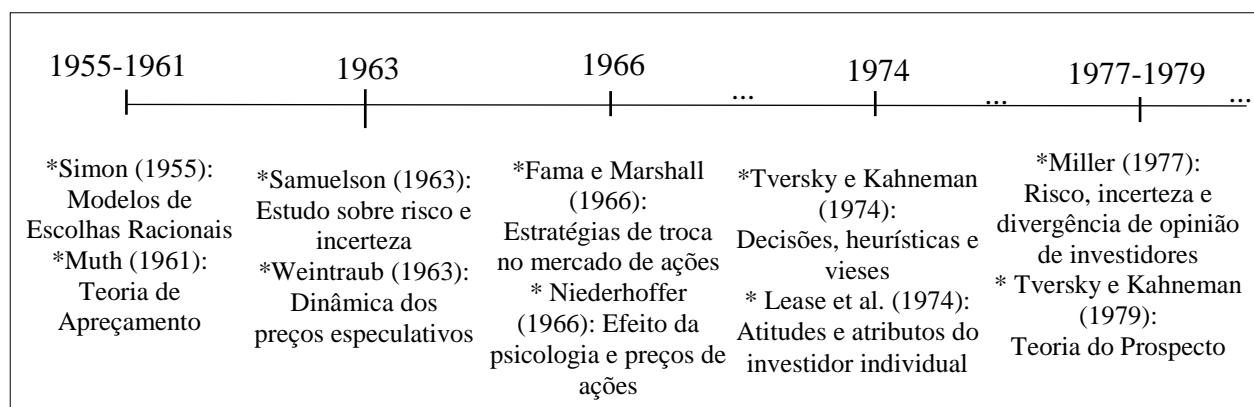 1955-1961
1963
1966
...
1974
...
1977-1979
...
*Simon (1955):
Modelos de
Escolhas Racionais
*Muth (1961):
Teoria de
Apreçamento
*Samuelson (1963):
Estudo sobre risco e
incerteza
*Weintraub (1963):
Dinâmica dos
preços especulativos
*Fama e Marshall
(1966):
Estratégias de troca
no mercado de ações
* Niederhoffer
(1966): Efeito da
psicologia e preços de
ações
*Tversky e Kahneman
(1974):
Decisões, heurísticas e
vieses
* Lease et al. (1974):
Atitudes e atributos do
investidor individual
*Miller (1977):
Risco, incerteza e
divergência de opinião
de investidores
* Tversky e Kahneman
(1979):
Teoria do Prospecto